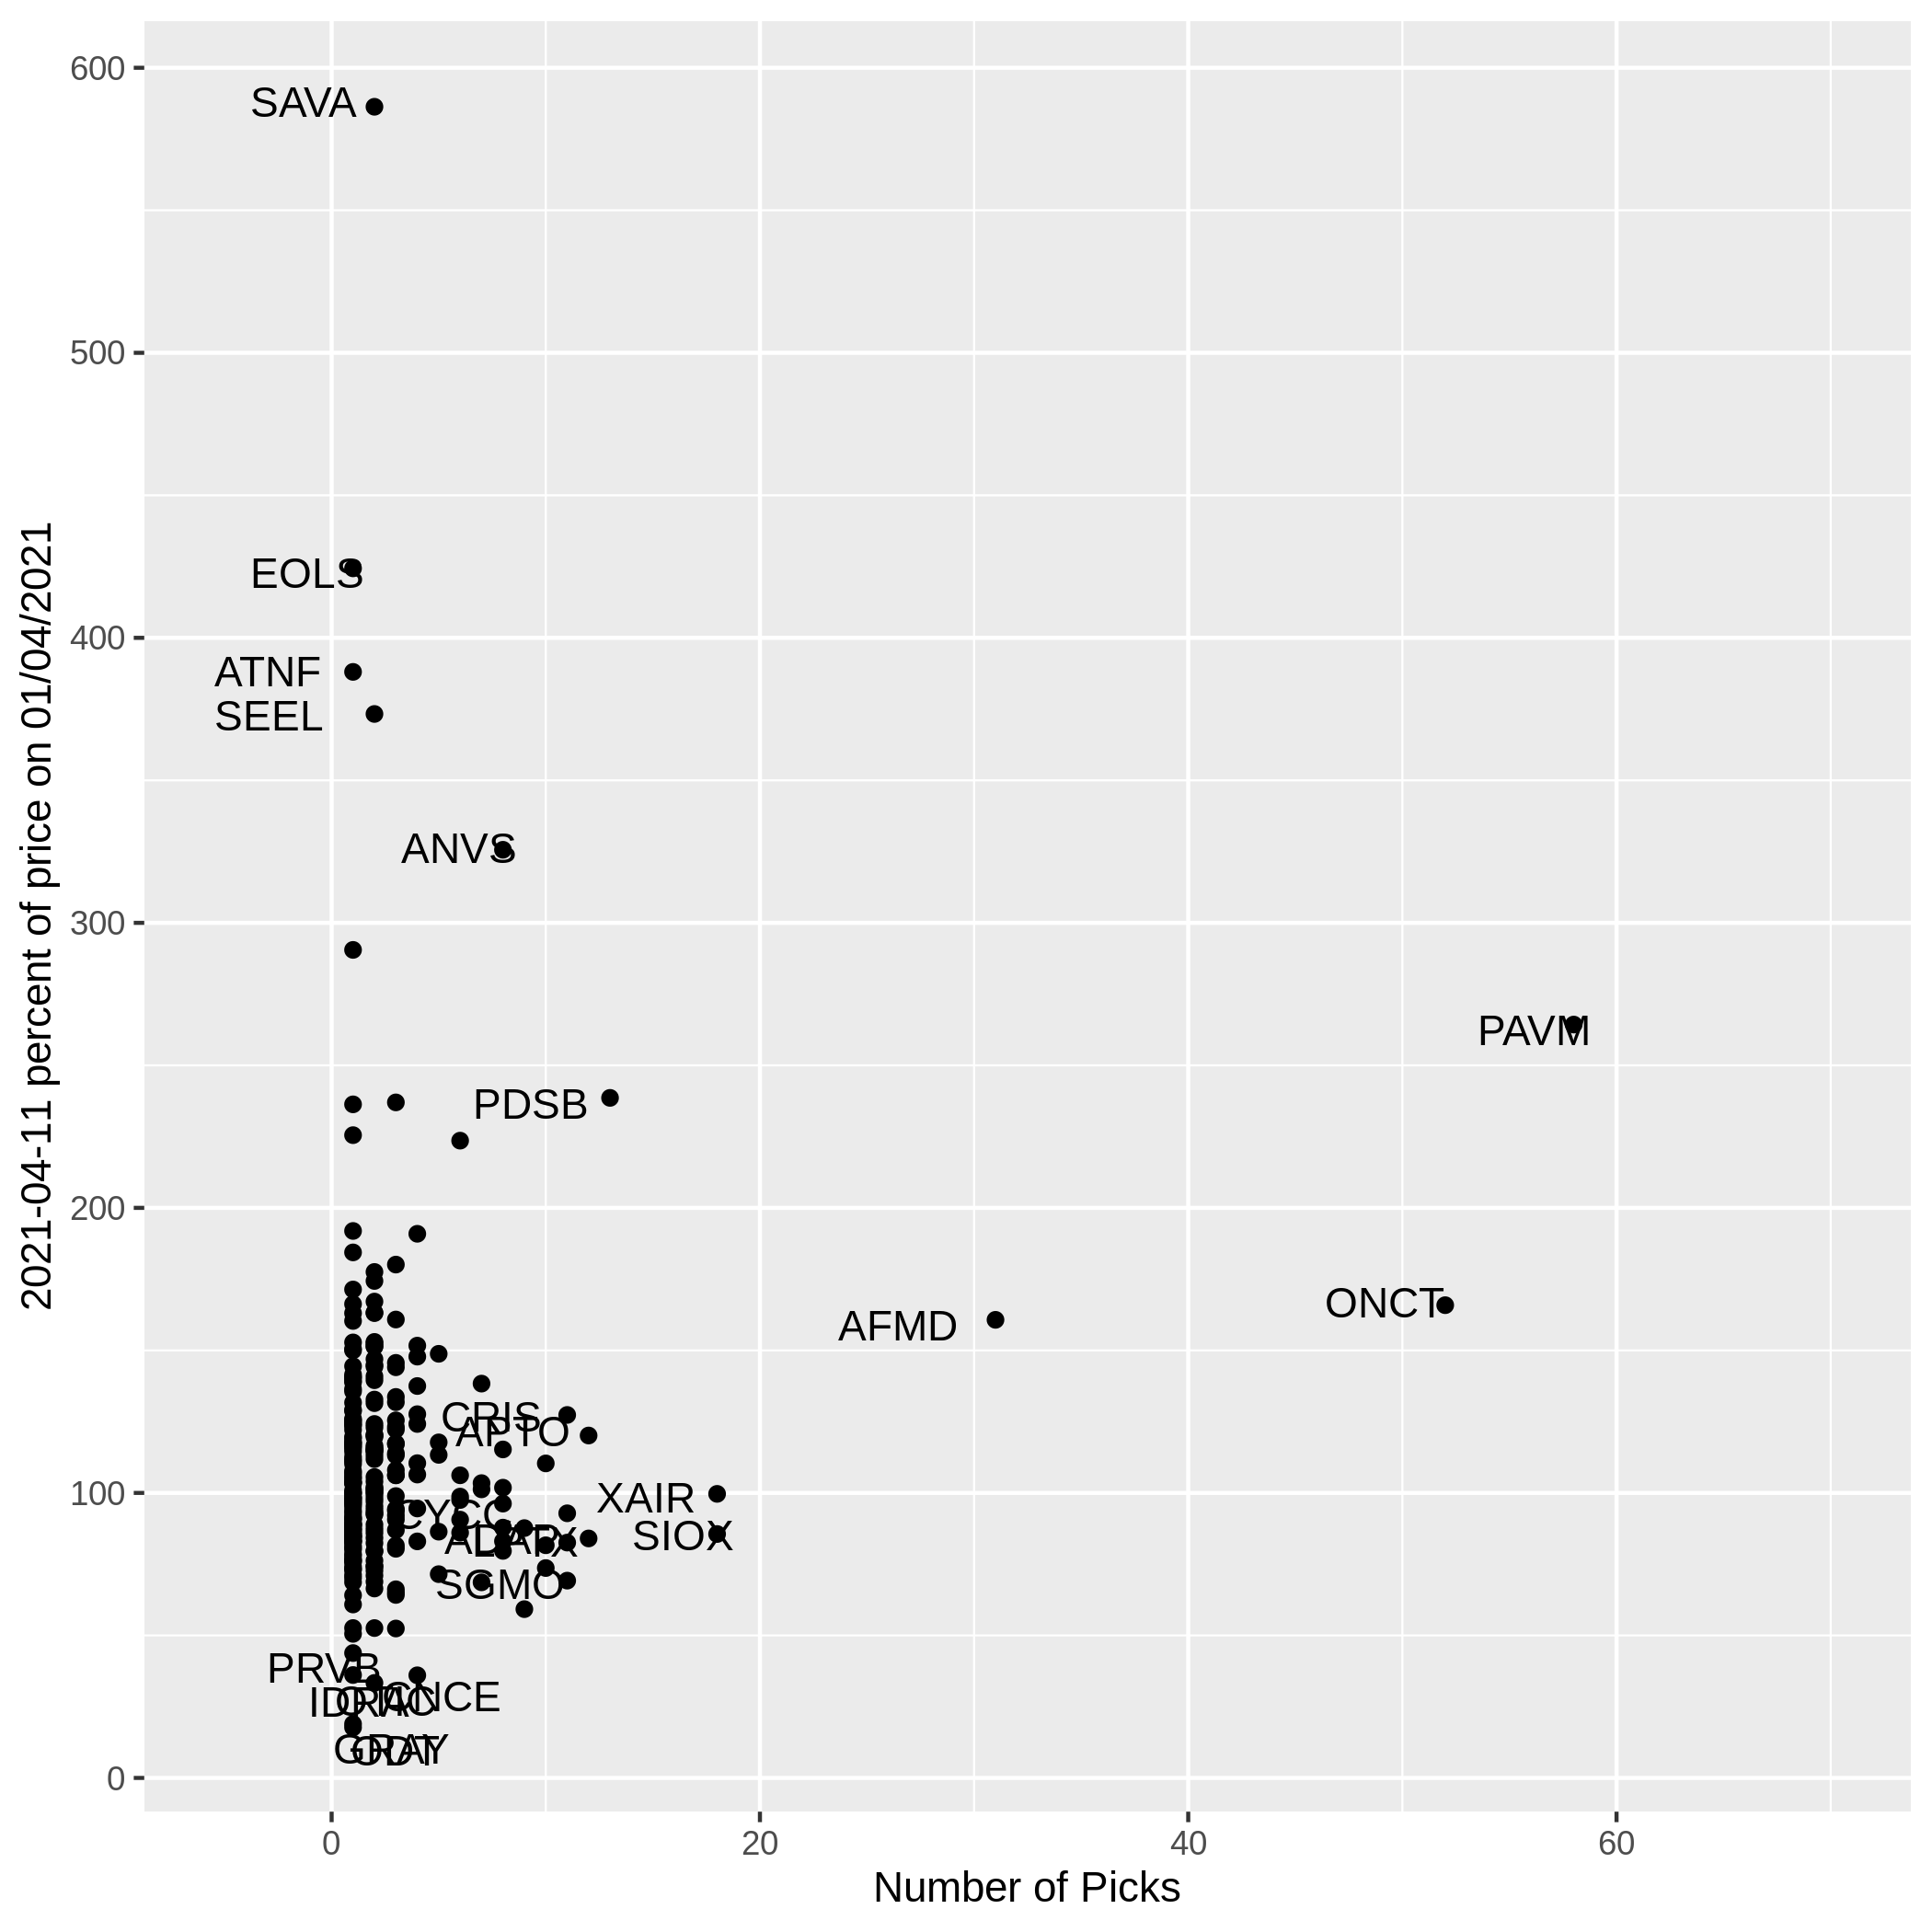 600
SAVA
500
EOLS
400
ATNF
SEEL
ANVS
300
PAVM
PDSB
200
ONCT
AFMD
CRIS
APTO
100
XAIR
SIOX
SGMO
PRVB
GRAY
0
0
20
40
60
Number of Picks
2021-04-11 percent of price on 01/04/2021